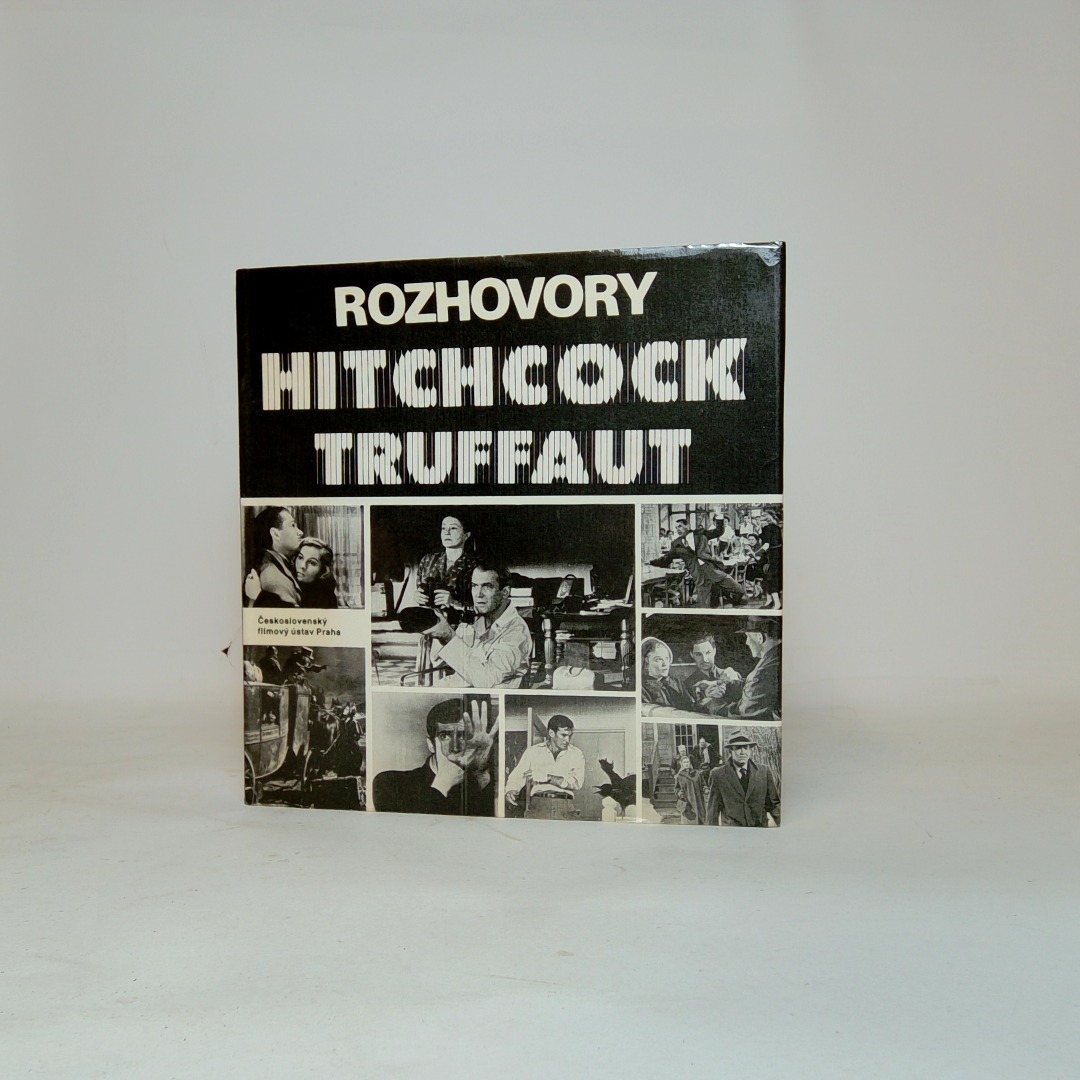 ROZHOVORY
HITCHCOCK
TRUFFAUT
Československý
filmový ústav Praha